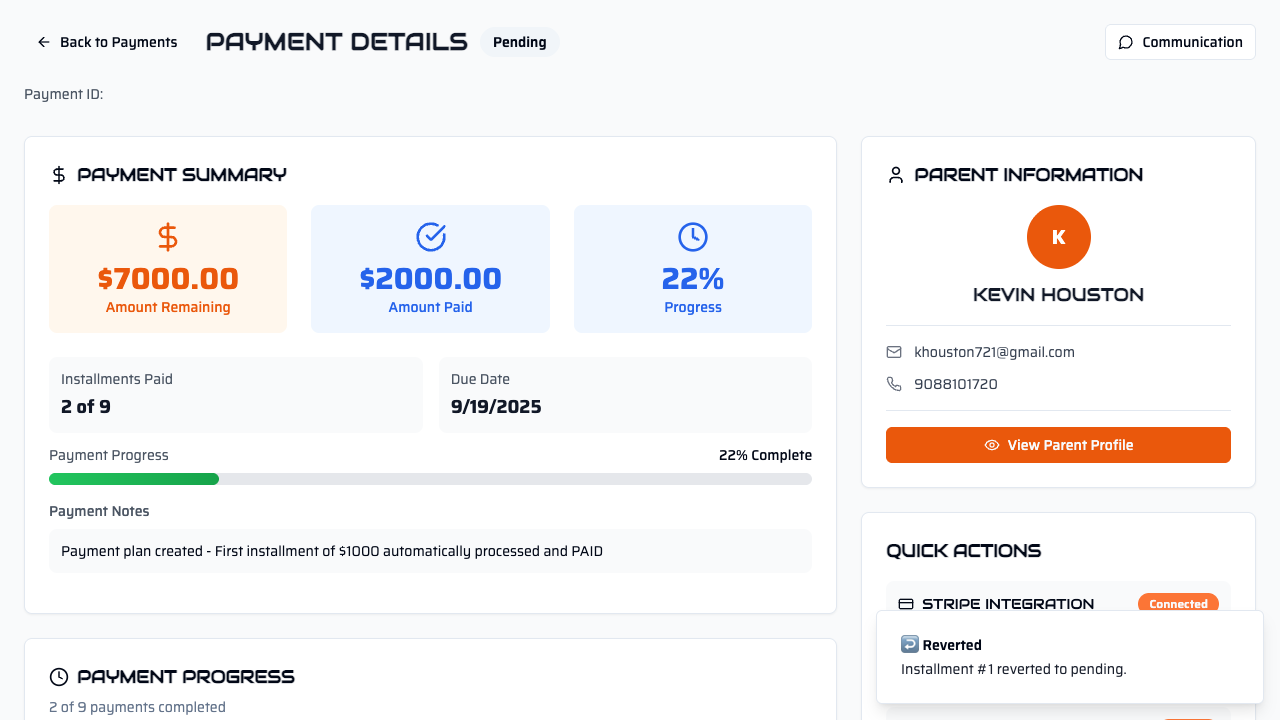 Back to Payments
PAYMENT DETAILS
Pending
Communication
Payment ID:
PAYMENT SUMMARY
$7000.00
Amount Remaining
$2000.00
Amount Paid
22%
Progress
Installments Paid
2 of 9
Due Date
9/19/2025
Payment Progress
22% Complete
Payment Notes
Payment plan created - First installment of $1000 automatically processed and PAID
PAYMENT PROGRESS
2 of 9 payments completed
PARENT INFORMATION
K
KEVIN HOUSTON
khouston721@gmail.com
9088101720
View Parent Profile
QUICK ACTIONS
STRIPE INTEGRATION
Connected
Reverted
Installment #1 reverted to pending.